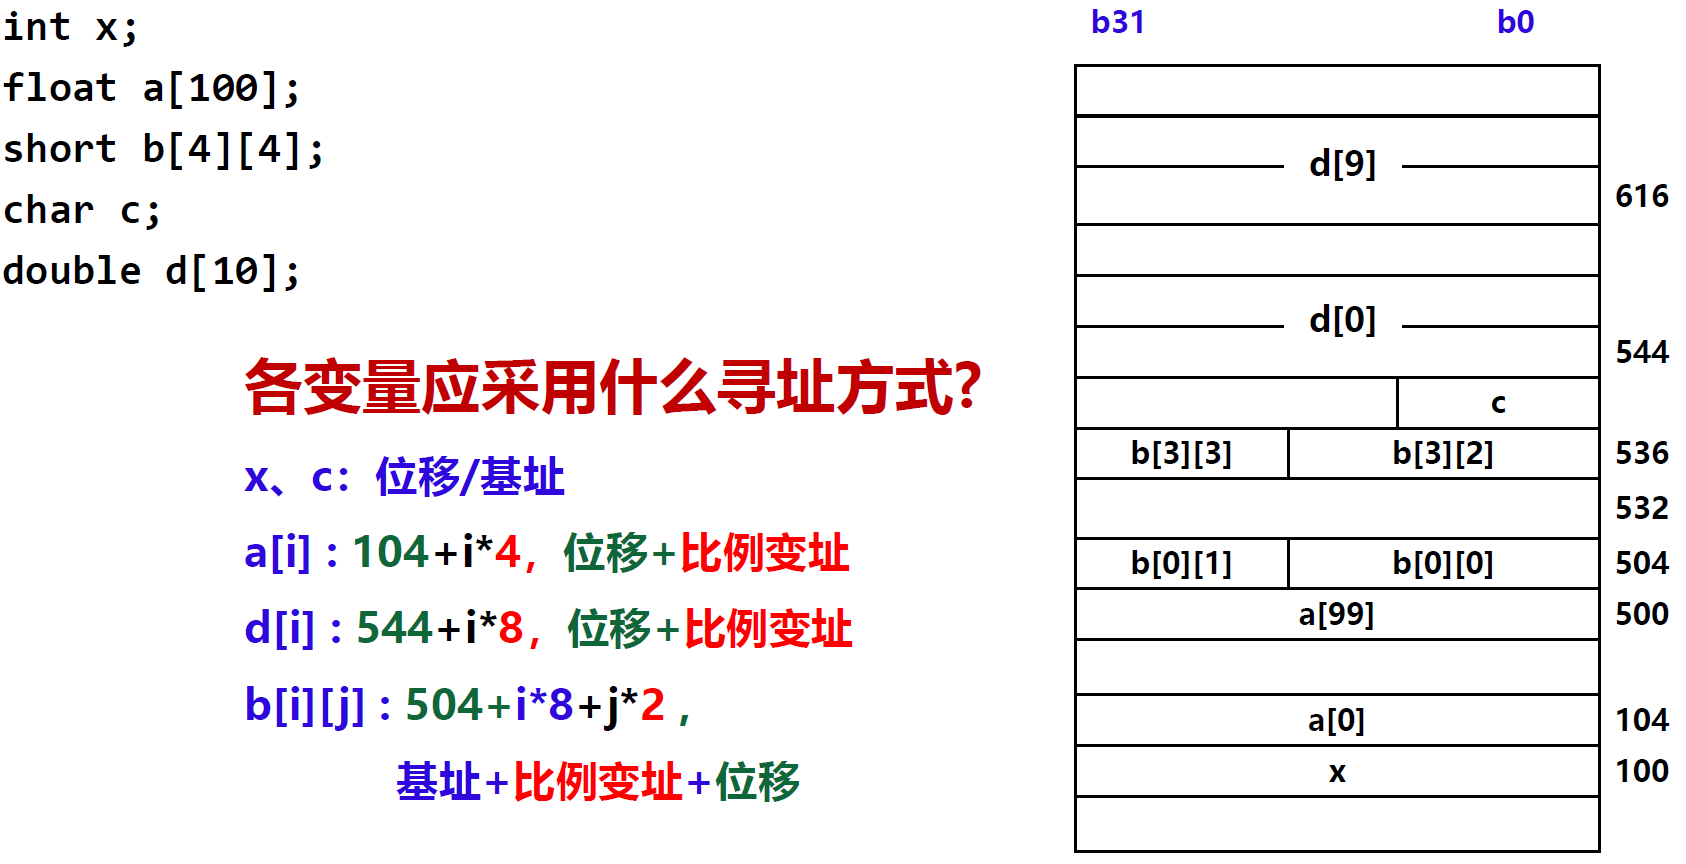 int x;
float a[100];
short b[4][4];
char c;
double d[10];
各变量应采用什么寻址方式?
x、c：位移/基址
a[i]：104+i*4，位移+比例变址
d[i]：544+i*8，位移+比例变址
b[i][j]：504+i*8+j*2，
基址+比例变址+位移
b31 b0
d[9]
616
d[0]
544
c
b[3][3] b[3][2] 536
532
b[0][1] b[0][0] 504
a[99] 500
a[0] 104
x 100